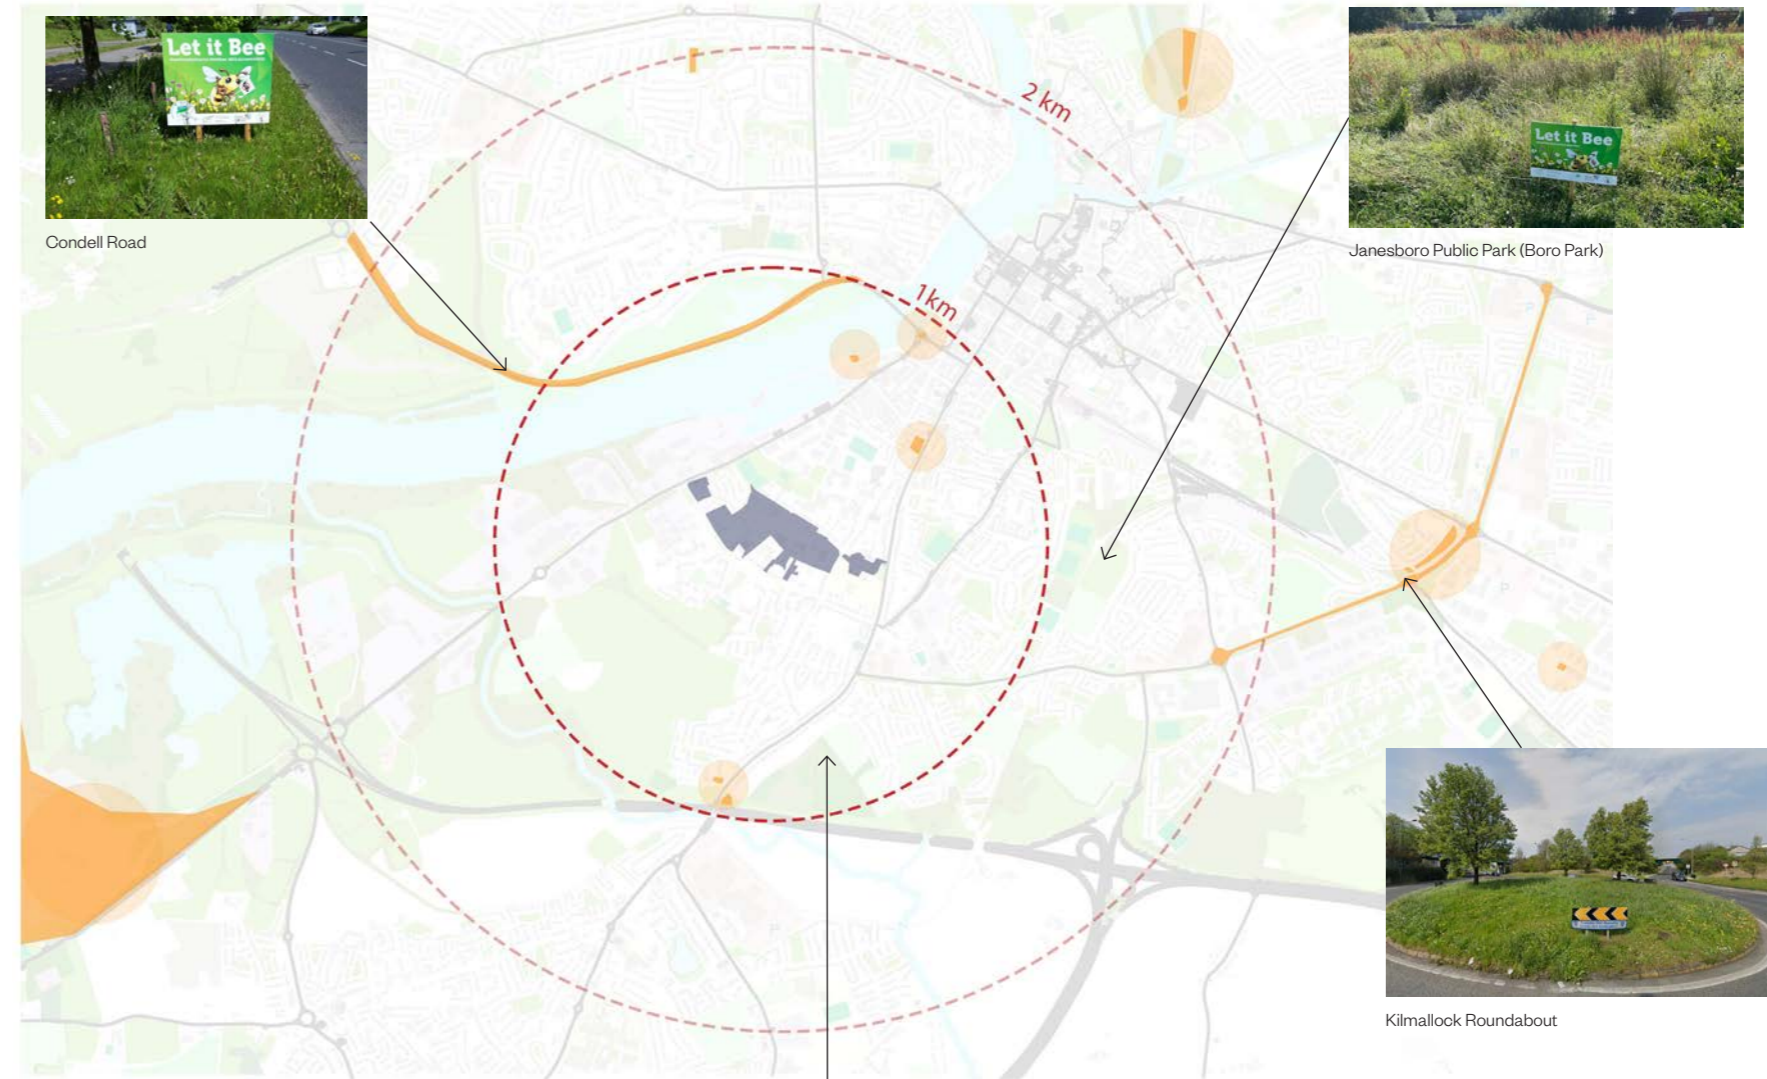 Let it Bee
Condell Road
2 km
1km
Let it Bee
Janesboro Public Park (Boro Park)
P
P
P
P
Kilmallock Roundabout